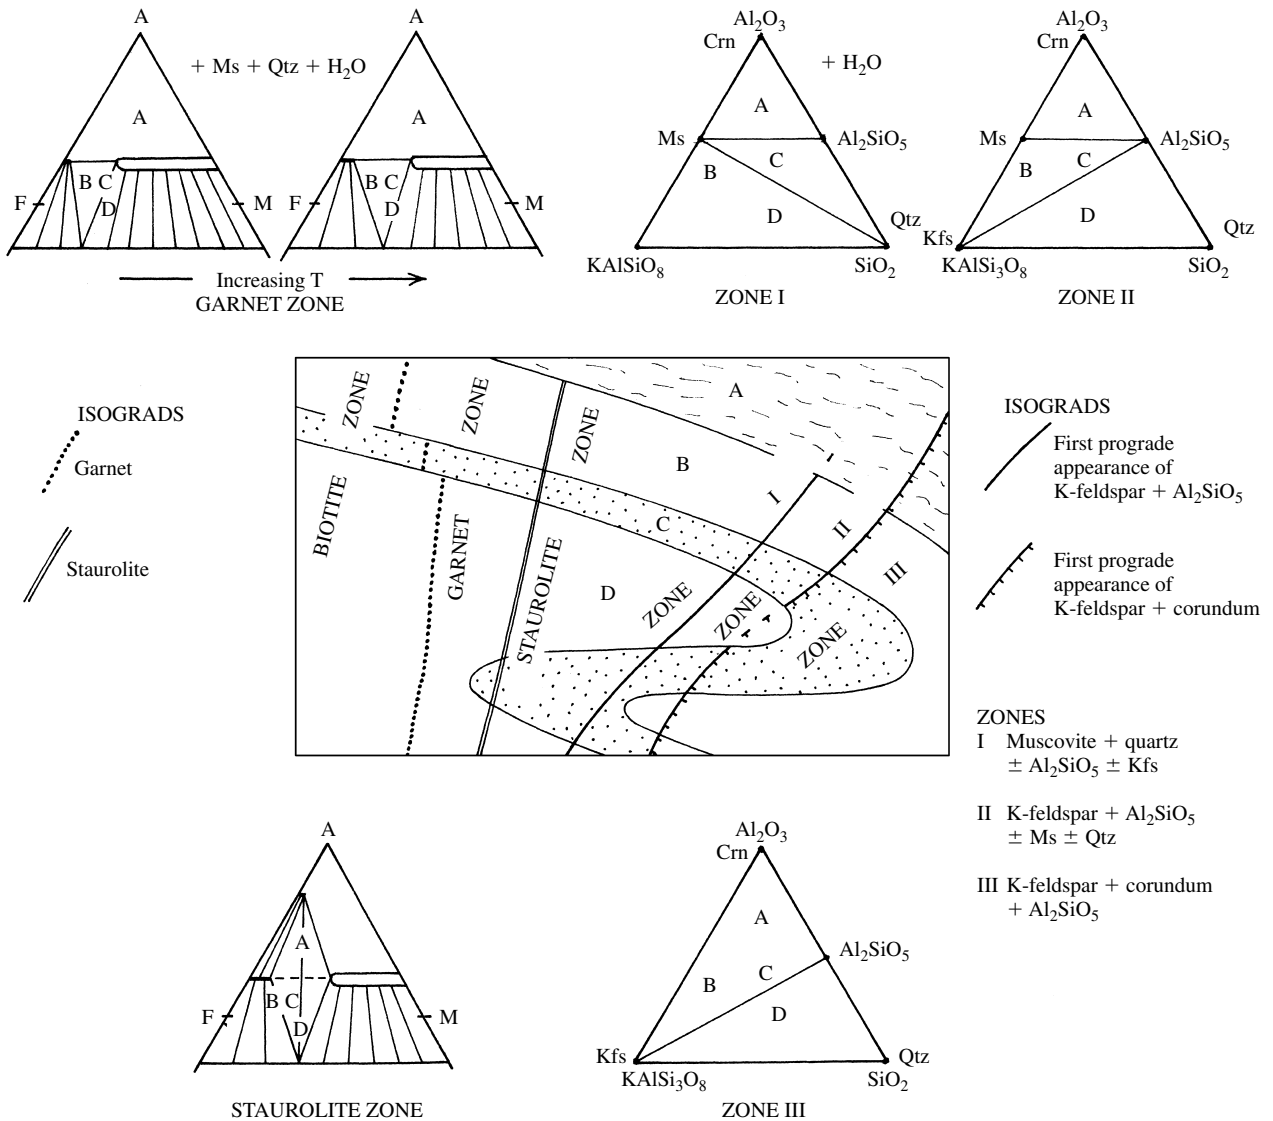 A
+ Ms + Qtz + H2O
A
A
A
B C
D
F
M
B C
D
F
M
Increasing T
GARNET ZONE
Al2O3
Crn
+ H2O
A
Ms
Al2SiO5
B
C
D
Qtz
KAlSiO8
SiO2
ZONE I
Al2O3
Crn
A
Ms
Al2SiO5
B
C
D
Kfs
Qtz
KAlSi3O8
SiO2
ZONE II
ISOGRADS
Garnet
Staurolite
ZONE
ZONE
ZONE
A
B
BIOTITE
GARNET
STAUROLITE
C
D
I
II
III
ZONE
ZONE
ZONE
ISOGRADS
First prograde
appearance of
K-feldspar + Al2SiO5
First prograde
appearance of
K-feldspar + corundum
ZONES
I Muscovite + quartz
± Al2SiO5 ± Kfs
II K-feldspar + Al2SiO5
± Ms ± Qtz
III K-feldspar + corundum
+ Al2SiO5
A
A
B C
D
F
M
STAUROLITE ZONE
Al2O3
Crn
A
Al2SiO5
B
C
D
Kfs
Qtz
KAlSi3O8
SiO2
ZONE III